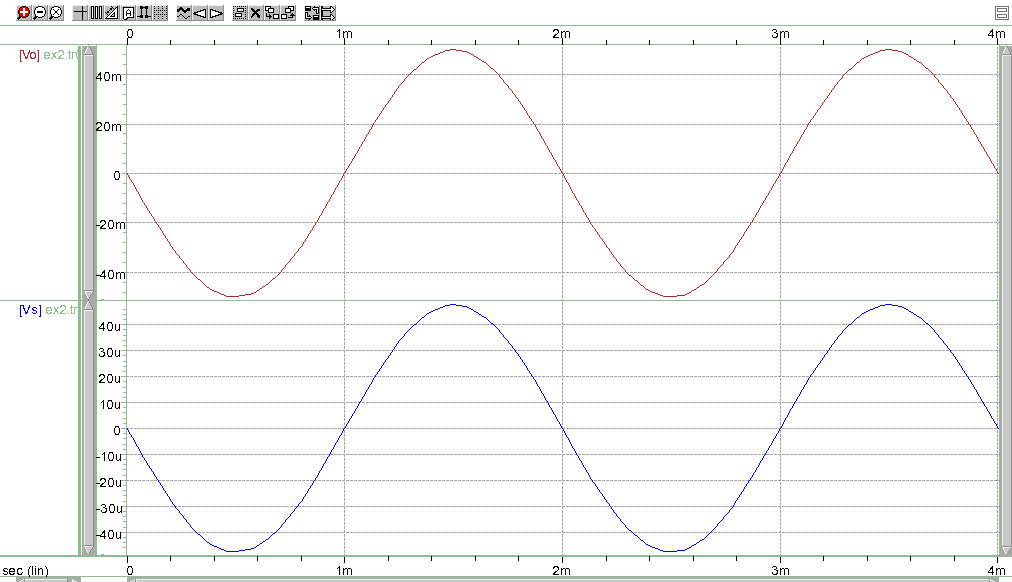 A
0 1m 2m 3m 4m
[Vo] ex2.tr
40m
20m
0
-20m
-40m
[Vs] ex2.tr
40u
30u
20u
10u
0
-10u
-20u
-30u
-40u
sec (lin) 0 1m 2m 3m 4m